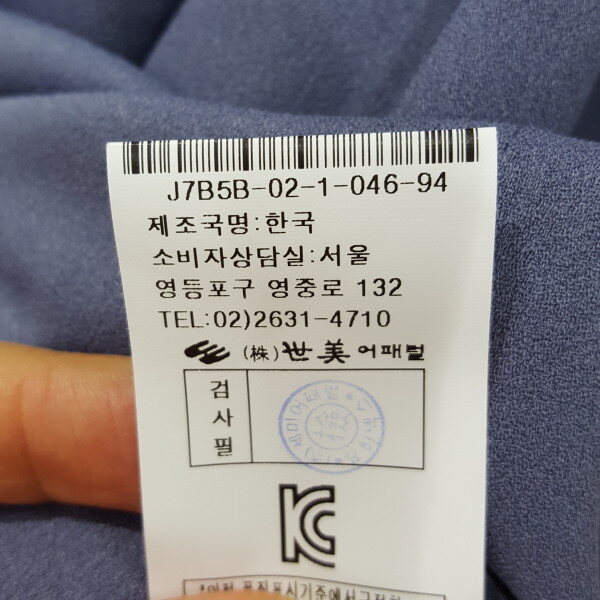 J7B5B-02-1-046-94
제조국명:한국
소비자상담실:서울
영등포구 영중로 132
TEL:02)2631-4710
(株)世美어패럴
검사필